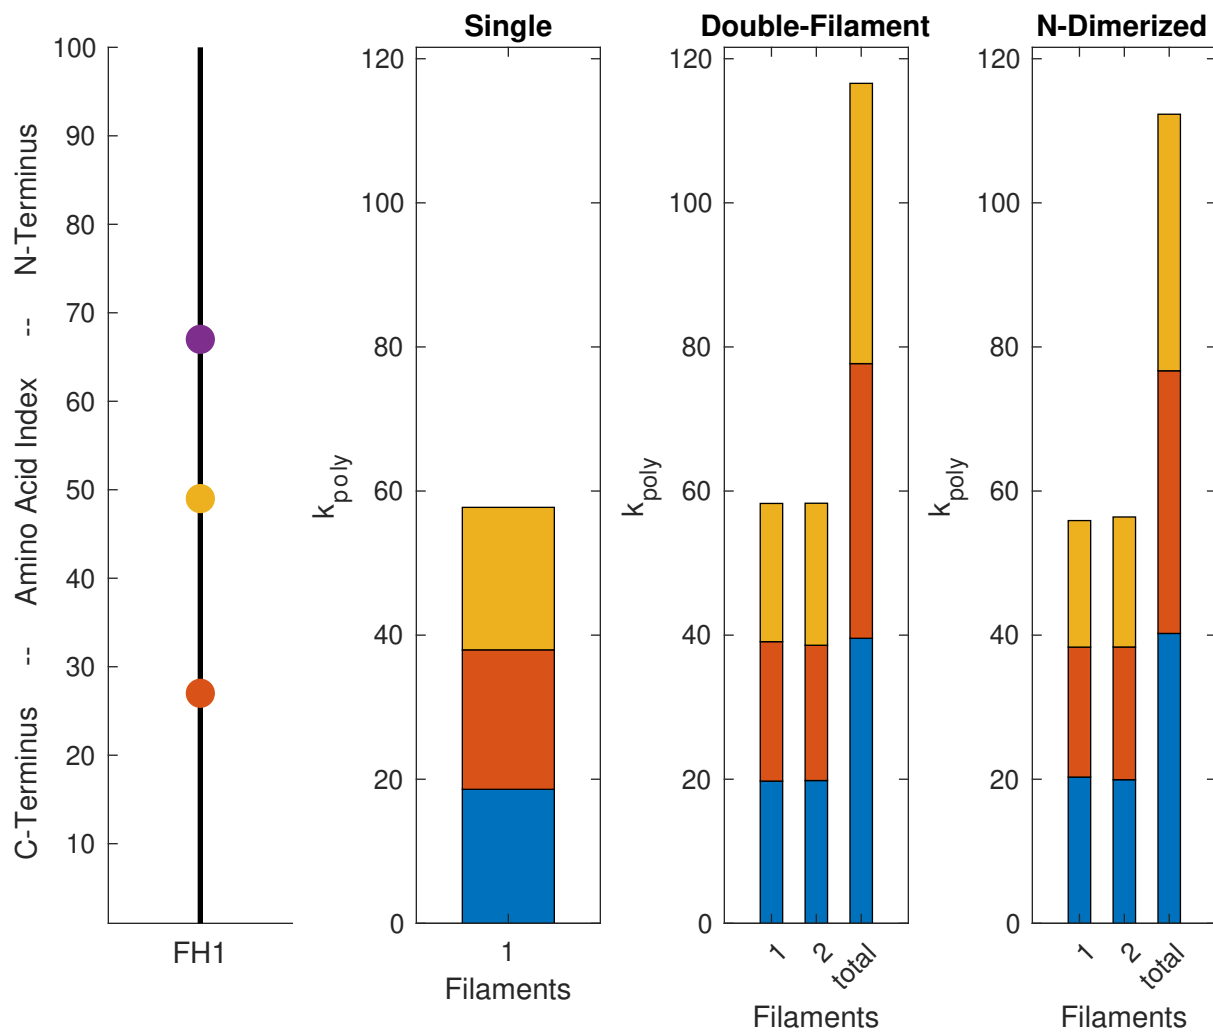 Single
Double-Filament
N-Dimerized
C-Terminus -- Amino Acid Index -- N-Terminus
100
90
80
70
60
50
40
30
20
10
FH1
k_poly
120
100
80
60
40
20
0
1
Filaments
k_poly
120
100
80
60
40
20
0
1
2
total
Filaments
k_poly
120
100
80
60
40
20
0
1
2
total
Filaments